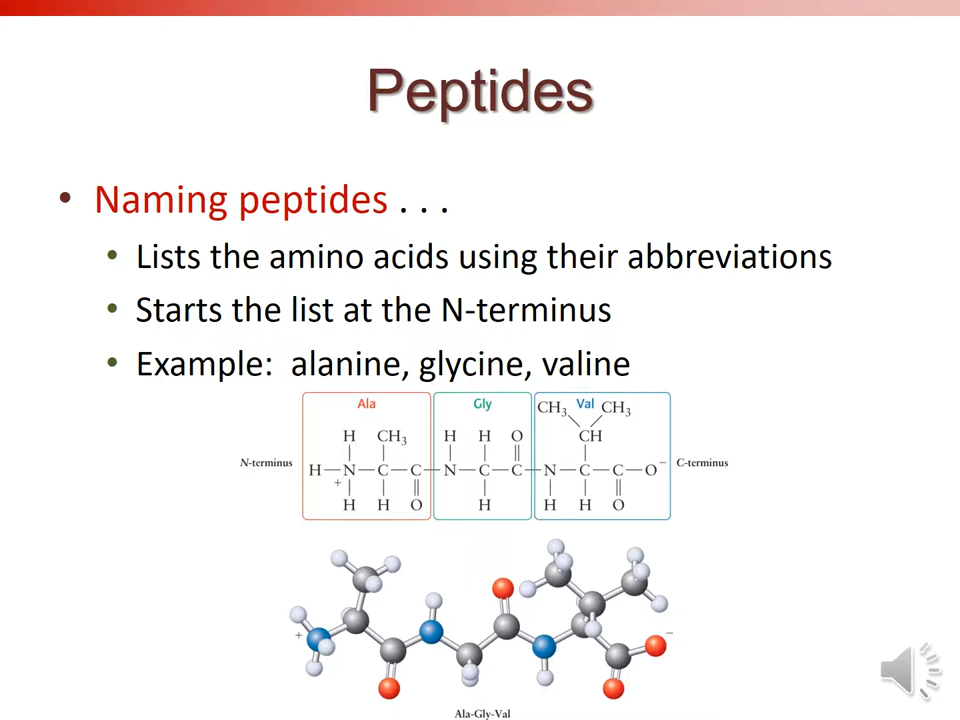 Peptides
• Naming peptides . . .
• Lists the amino acids using their abbreviations
• Starts the list at the N-terminus
• Example: alanine, glycine, valine
Ala Gly CH₃ Val CH₃
H CH₃ H H O CH
N-terminus H—N—C—C—N—C—C—N—C—C—O⁻ C-terminus
+
H H O H H H O
+ −
Ala-Gly-Val